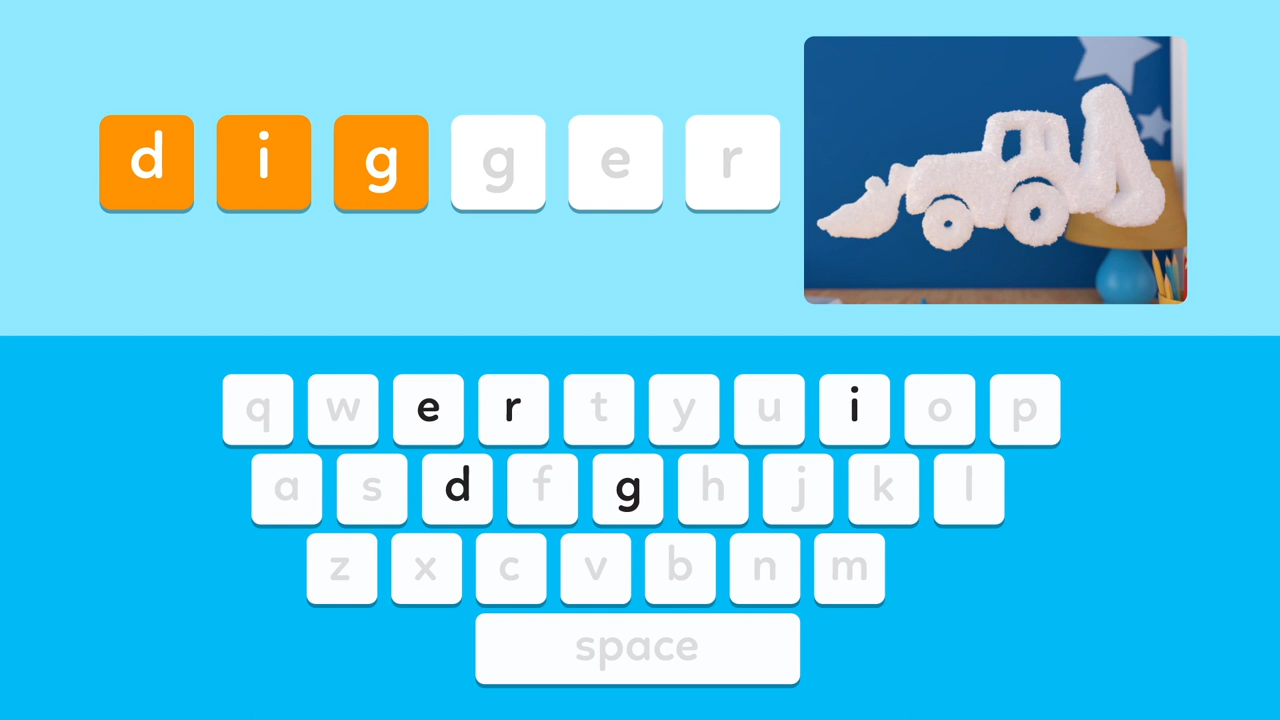 d i g g e r
q w e r t y u i o p
a s d f g h j k l
z x c v b n m
space